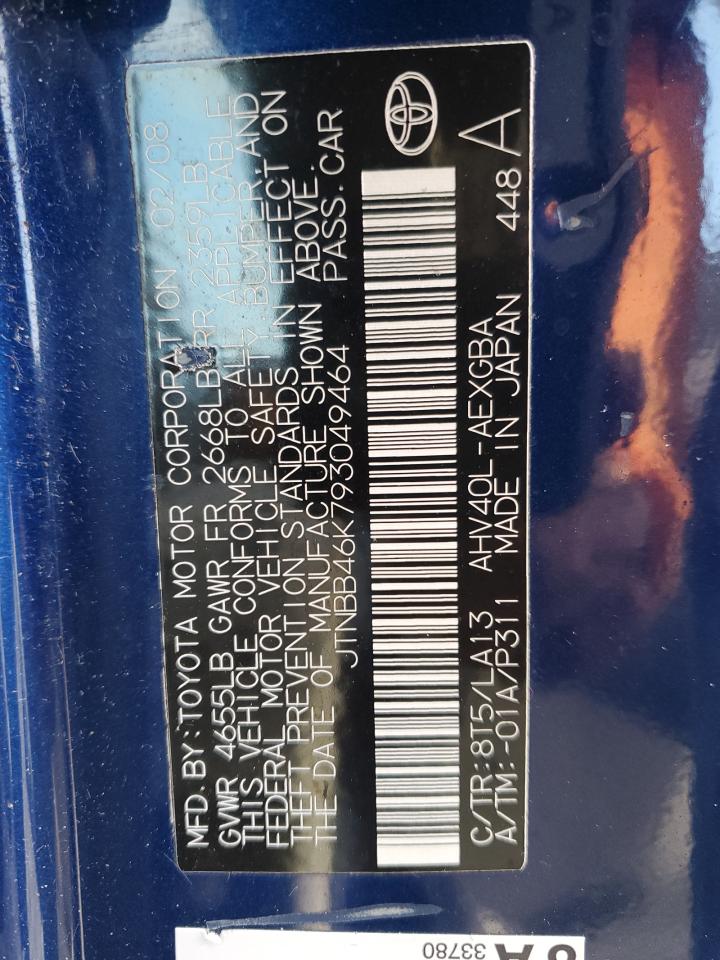 MFD. BY: TOYOTA MOTOR CORPORATION 02/08
GVWR 4655LB GAWR FR 2668LB RR 2359LB
THIS VEHICLE CONFORMS TO ALL APPLICABLE
FEDERAL MOTOR VEHICLE SAFETY, BUMPER, AND
THEFT PREVENTION STANDARDS IN EFFECT ON
THE DATE OF MANUFACTURE SHOWN ABOVE.
JTNBB46K793049464 PASS. CAR
C/TR:8T5/LA13 AHV40L-AEXGBA
A/TM:-01A/P311 MADE IN JAPAN 448 A
33780